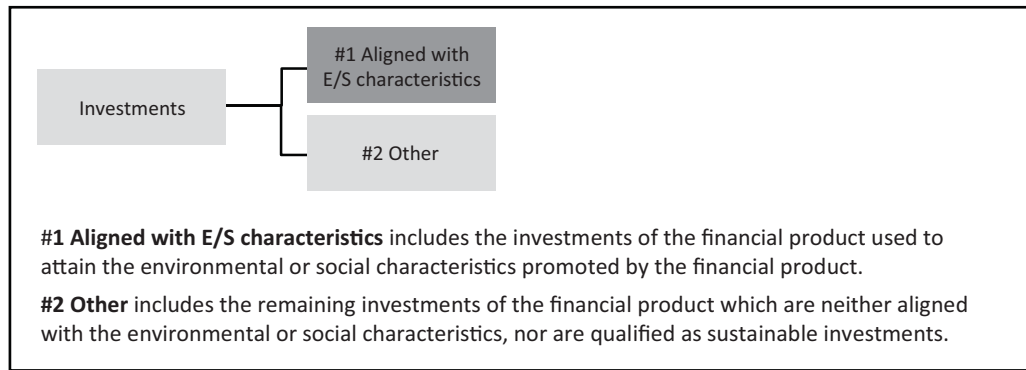 #1 Aligned with
E/S characteristics
Investments
#2 Other
#1 Aligned with E/S characteristics includes the investments of the financial product used to
attain the environmental or social characteristics promoted by the financial product.
#2 Other includes the remaining investments of the financial product which are neither aligned
with the environmental or social characteristics, nor are qualified as sustainable investments.